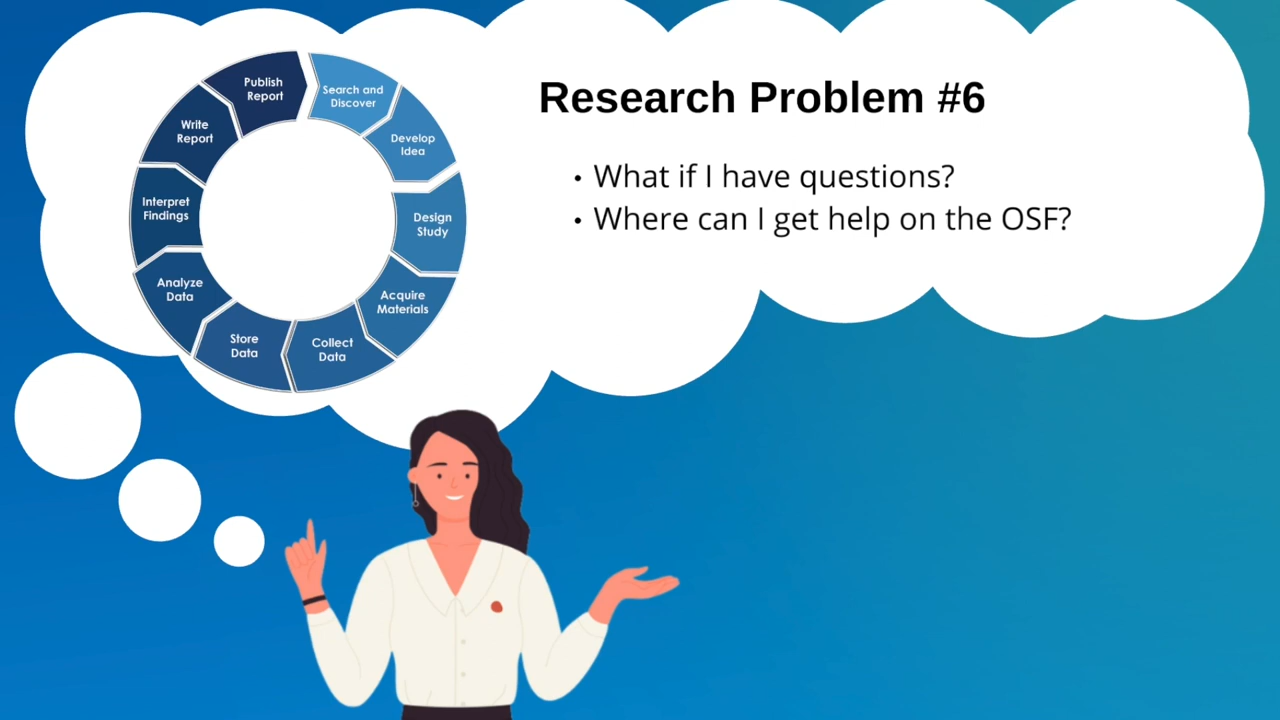 Research Problem #6
• What if I have questions?
• Where can I get help on the OSF?
Search and
Discover
Develop
Idea
Design
Study
Acquire
Materials
Collect
Data
Store
Data
Analyze
Data
Interpret
Findings
Write
Report
Publish
Report